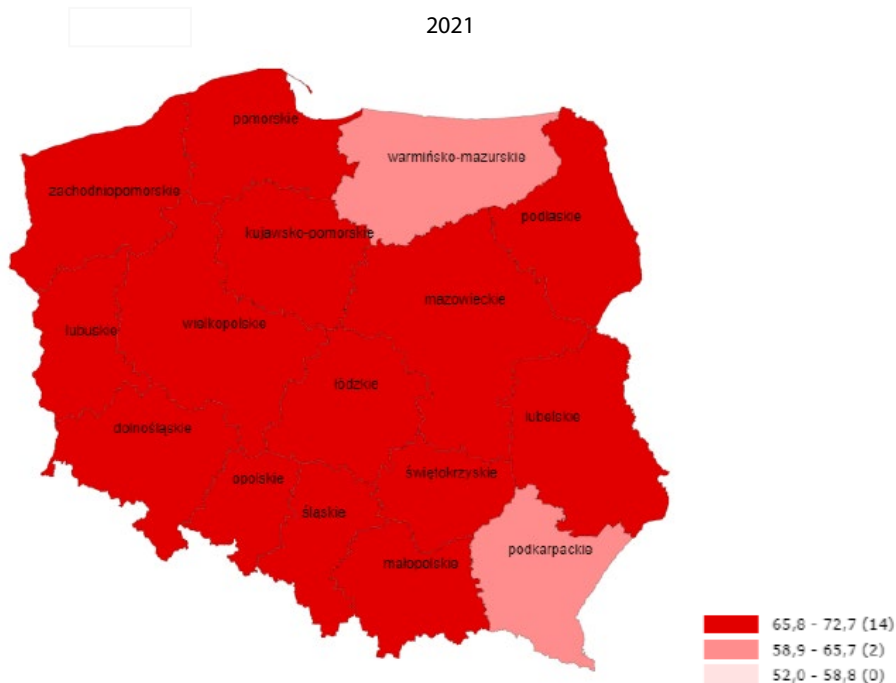 2021
pomorskie
warmińsko-mazurskie
zachodniopomorskie
podlaskie
kujawsko-pomorskie
mazowieckie
wielkopolskie
lubuskie
łódzkie
lubelskie
dolnośląskie
świętokrzyskie
opolskie
śląskie
podkarpackie
małopolskie
65,8 - 72,7 (14)
58,9 - 65,7 (2)
52,0 - 58,8 (0)